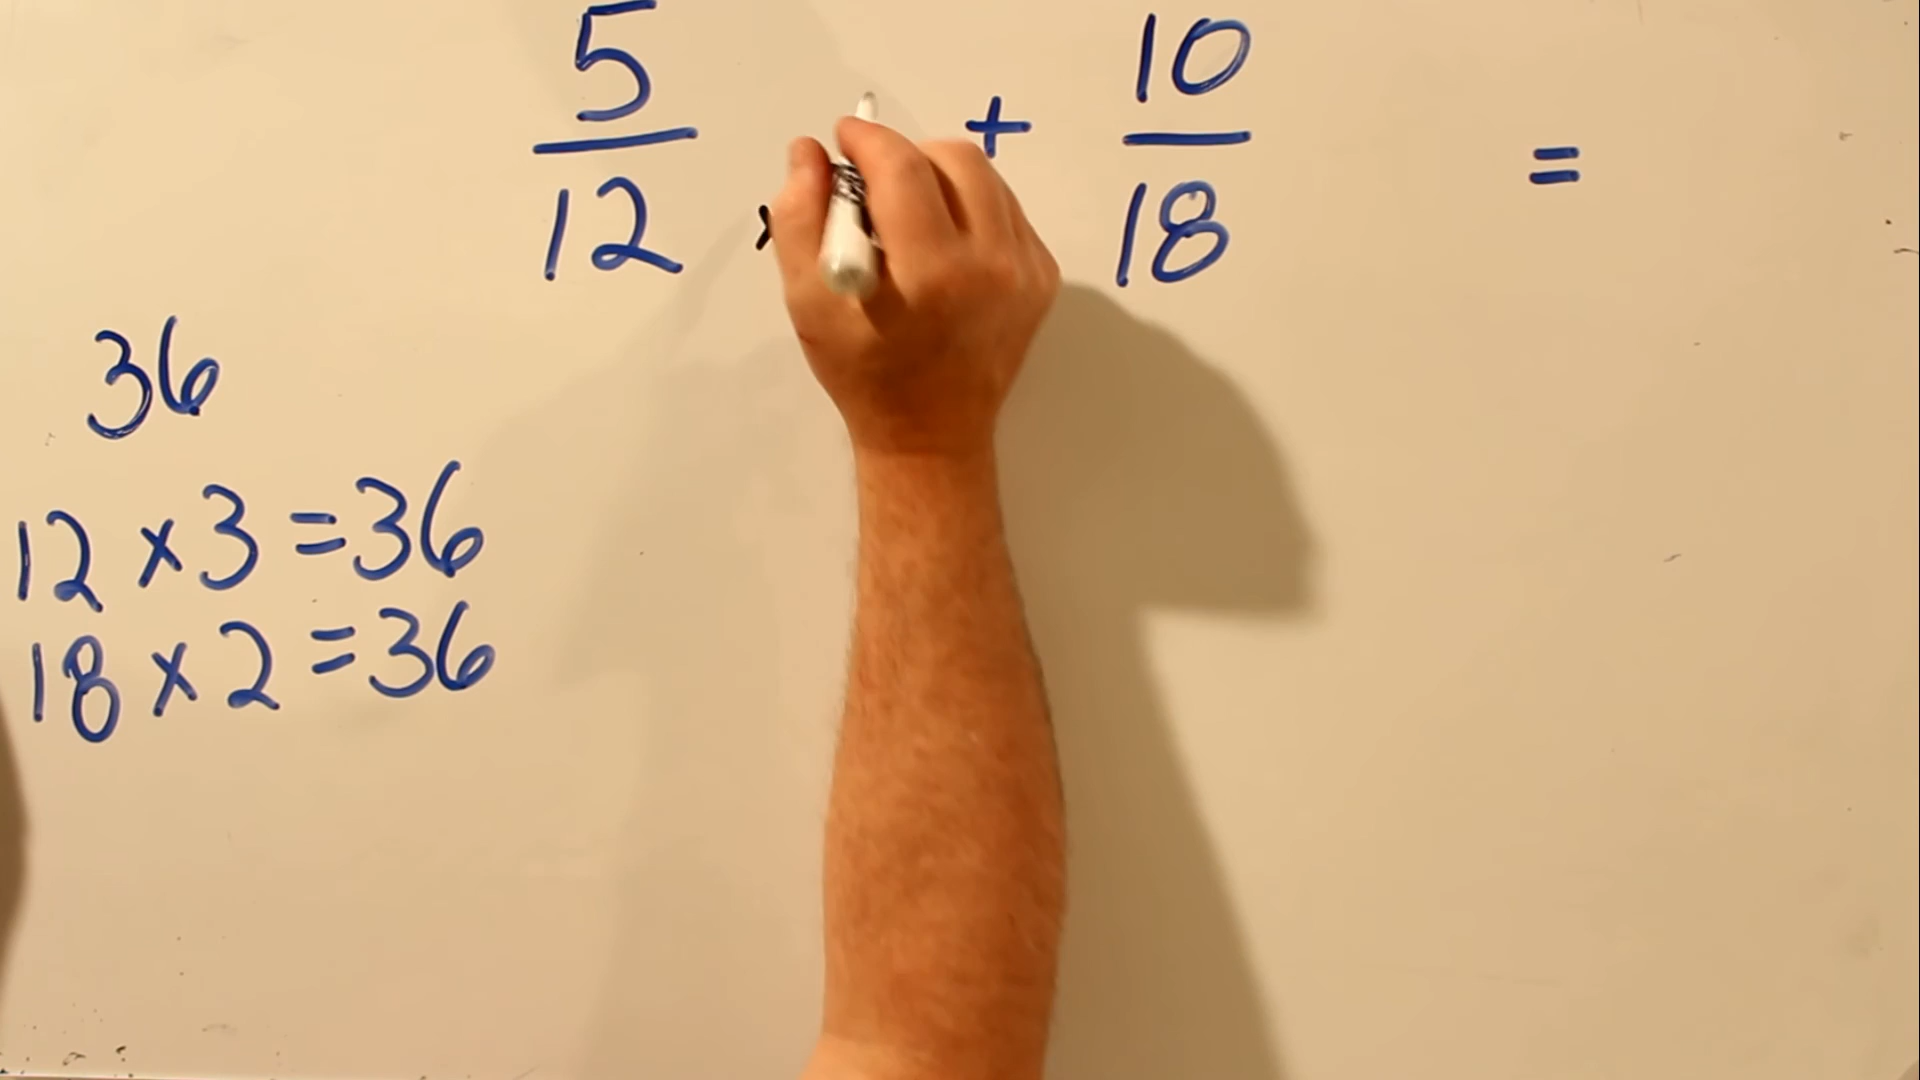 5/12 × + 10/18 =
36
12 × 3 = 36
18 × 2 = 36